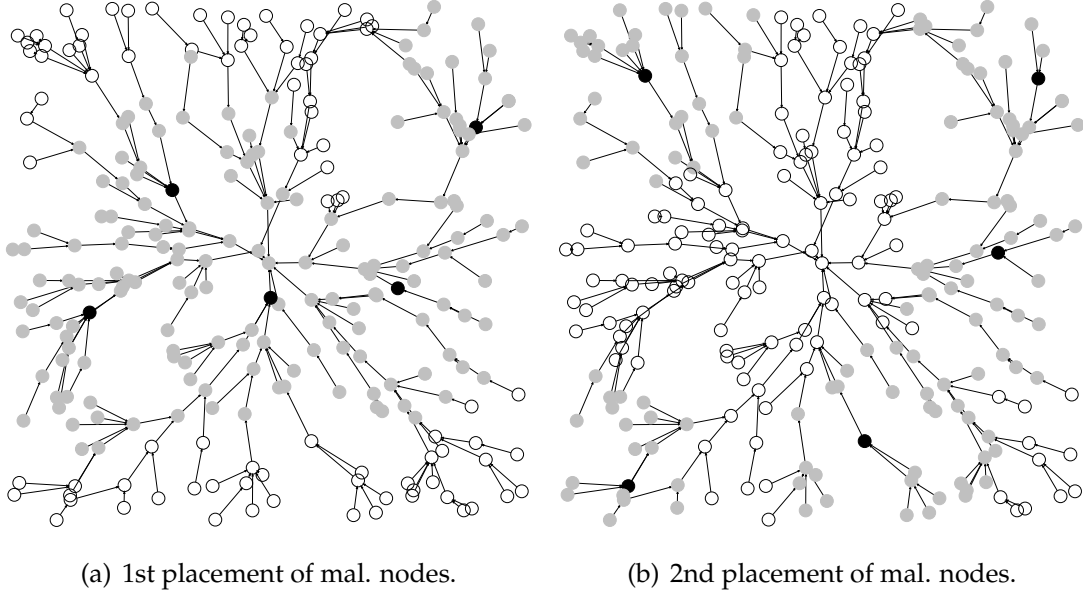 (a) 1st placement of mal. nodes.
(b) 2nd placement of mal. nodes.